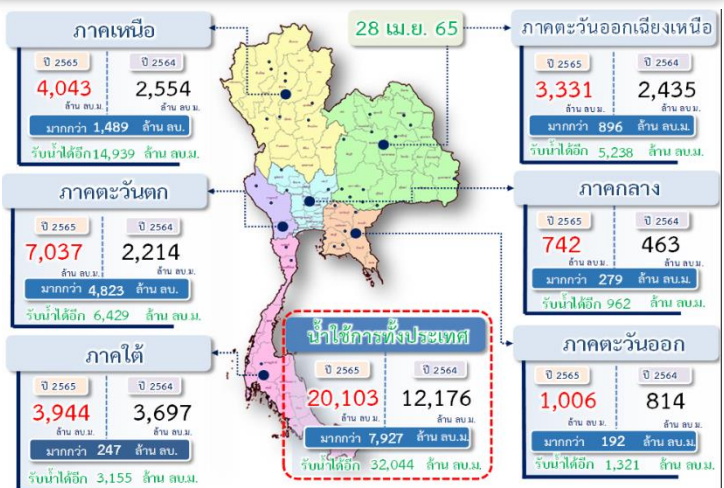 ภาคเหนือ
ปี 2565 ปี 2564
4,043 2,554
ล้าน ลบ.ม. ล้าน ลบ.ม.
มากกว่า 1,489 ล้าน ลบ.
รับน้ำได้อีก14,939 ล้าน ลบ.ม.
28 เม.ย. 65
ภาคตะวันออกเฉียงเหนือ
ปี 2565 ปี 2564
3,331 2,435
ล้าน ลบ.ม. ล้าน ลบ.ม.
มากกว่า 896 ล้าน ลบ.ม.
รับน้ำได้อีก 5,238 ล้าน ลบ.ม.
ภาคตะวันตก
ปี 2565 ปี 2564
7,037 2,214
ล้าน ลบ.ม. ล้าน ลบ.ม.
มากกว่า 4,823 ล้าน ลบ.
รับน้ำได้อีก 6,429 ล้าน ลบ.ม.
ภาคกลาง
ปี 2565 ปี 2564
742 463
ล้าน ลบ.ม. ล้าน ลบ.ม.
มากกว่า 279 ล้าน ลบ.ม.
รับน้ำได้อีก 962 ล้าน ลบ.ม.
ภาคใต้
ปี 2565 ปี 2564
3,944 3,697
ล้าน ลบ.ม. ล้าน ลบ.ม.
มากกว่า 247 ล้าน ลบ.
รับน้ำได้อีก 3,155 ล้าน ลบ.ม.
น้ำใช้การทั้งประเทศ
ปี 2565 ปี 2564
20,103 12,176
ล้าน ลบ.ม. ล้าน ลบ.ม.
มากกว่า 7,927 ล้าน ลบ.ม.
รับน้ำได้อีก 32,044 ล้าน ลบ.ม.
ภาคตะวันออก
ปี 2565 ปี 2564
1,006 814
ล้าน ลบ.ม. ล้าน ลบ.ม.
มากกว่า 192 ล้าน ลบ.ม.
รับน้ำได้อีก 1,321 ล้าน ลบ.ม.